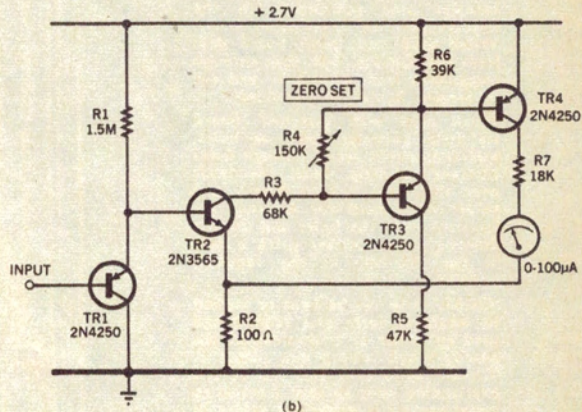 + 2.7V
R6
39K
ZERO SET
TR4
2N4250
R1
1.5M
R4
150K
R7
18K
R3
68K
TR2
2N3565
TR3
2N4250
0-100µA
INPUT
TR1
2N4250
R2
100Ω
R5
47K
(b)